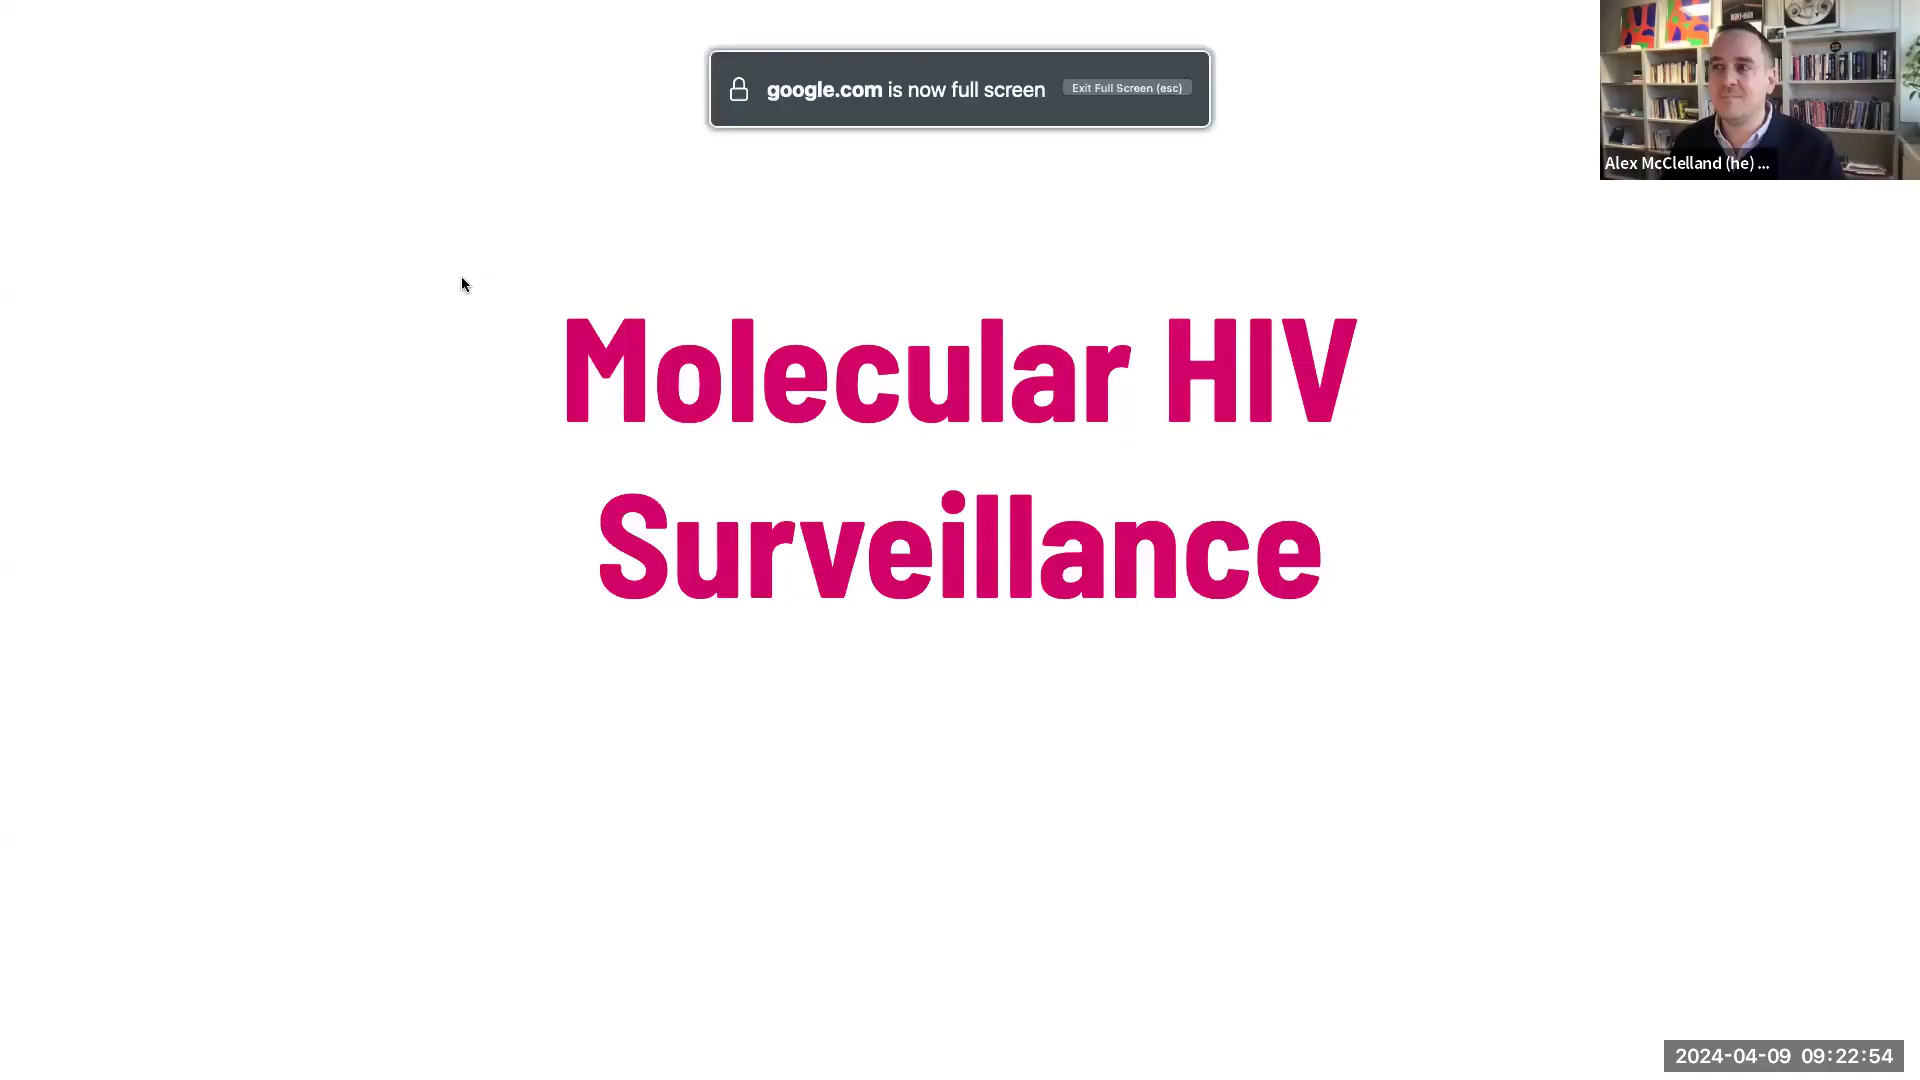 google.com is now full screen Exit Full Screen (esc)
Alex McClelland (he) ...
Molecular HIV
Surveillance
2024-04-09 09:22:54